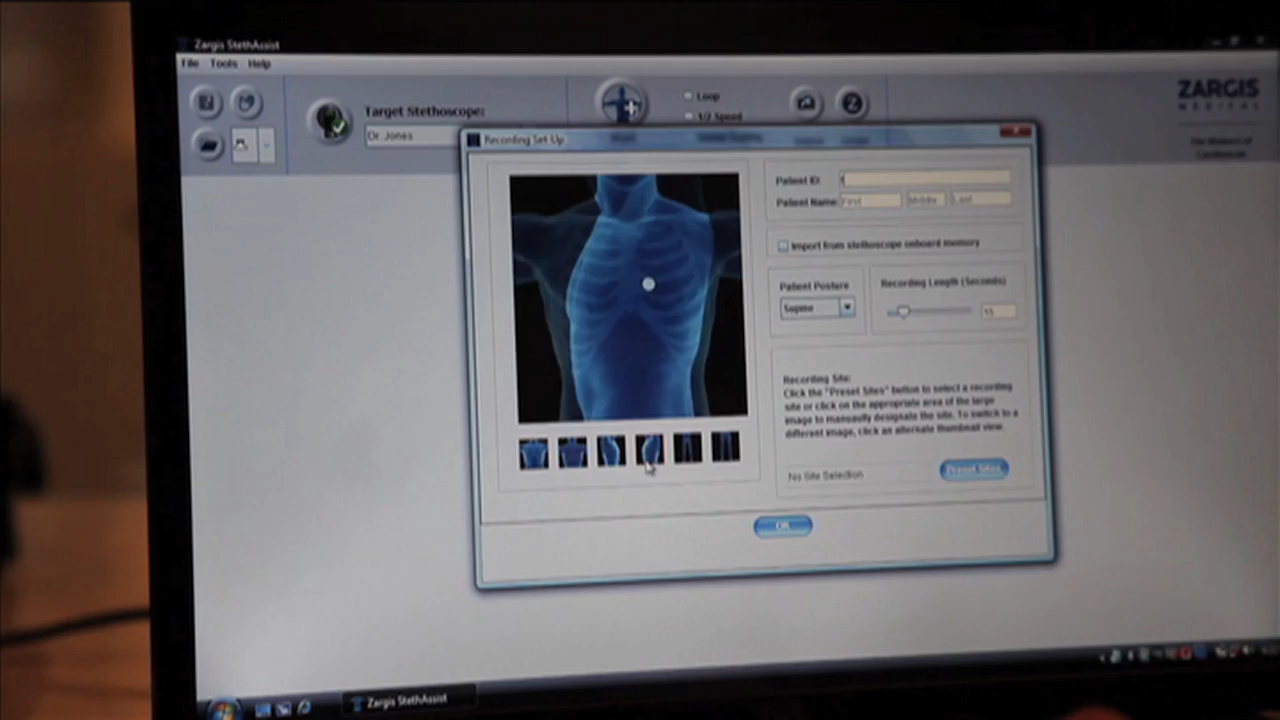 Zargis StethAssist
File Tools Help
Target Stethoscope:
Dr. Jones
Loop
1/2 Speed
ZARGIS
MEDICAL
Recording Set-Up
Patient ID:
Patient Name: First Middle Last
Import from stethoscope onboard memory
Patient Posture
Supine
Recording Length (Seconds)
15
Recording Site:
Click the "Preset Sites" button to select a recording
site or click on the appropriate area of the large
image to manually designate the site. To switch to a
different image, click an alternate thumbnail view.
No Site Selection
Preset Sites
OK
Zargis StethAssist